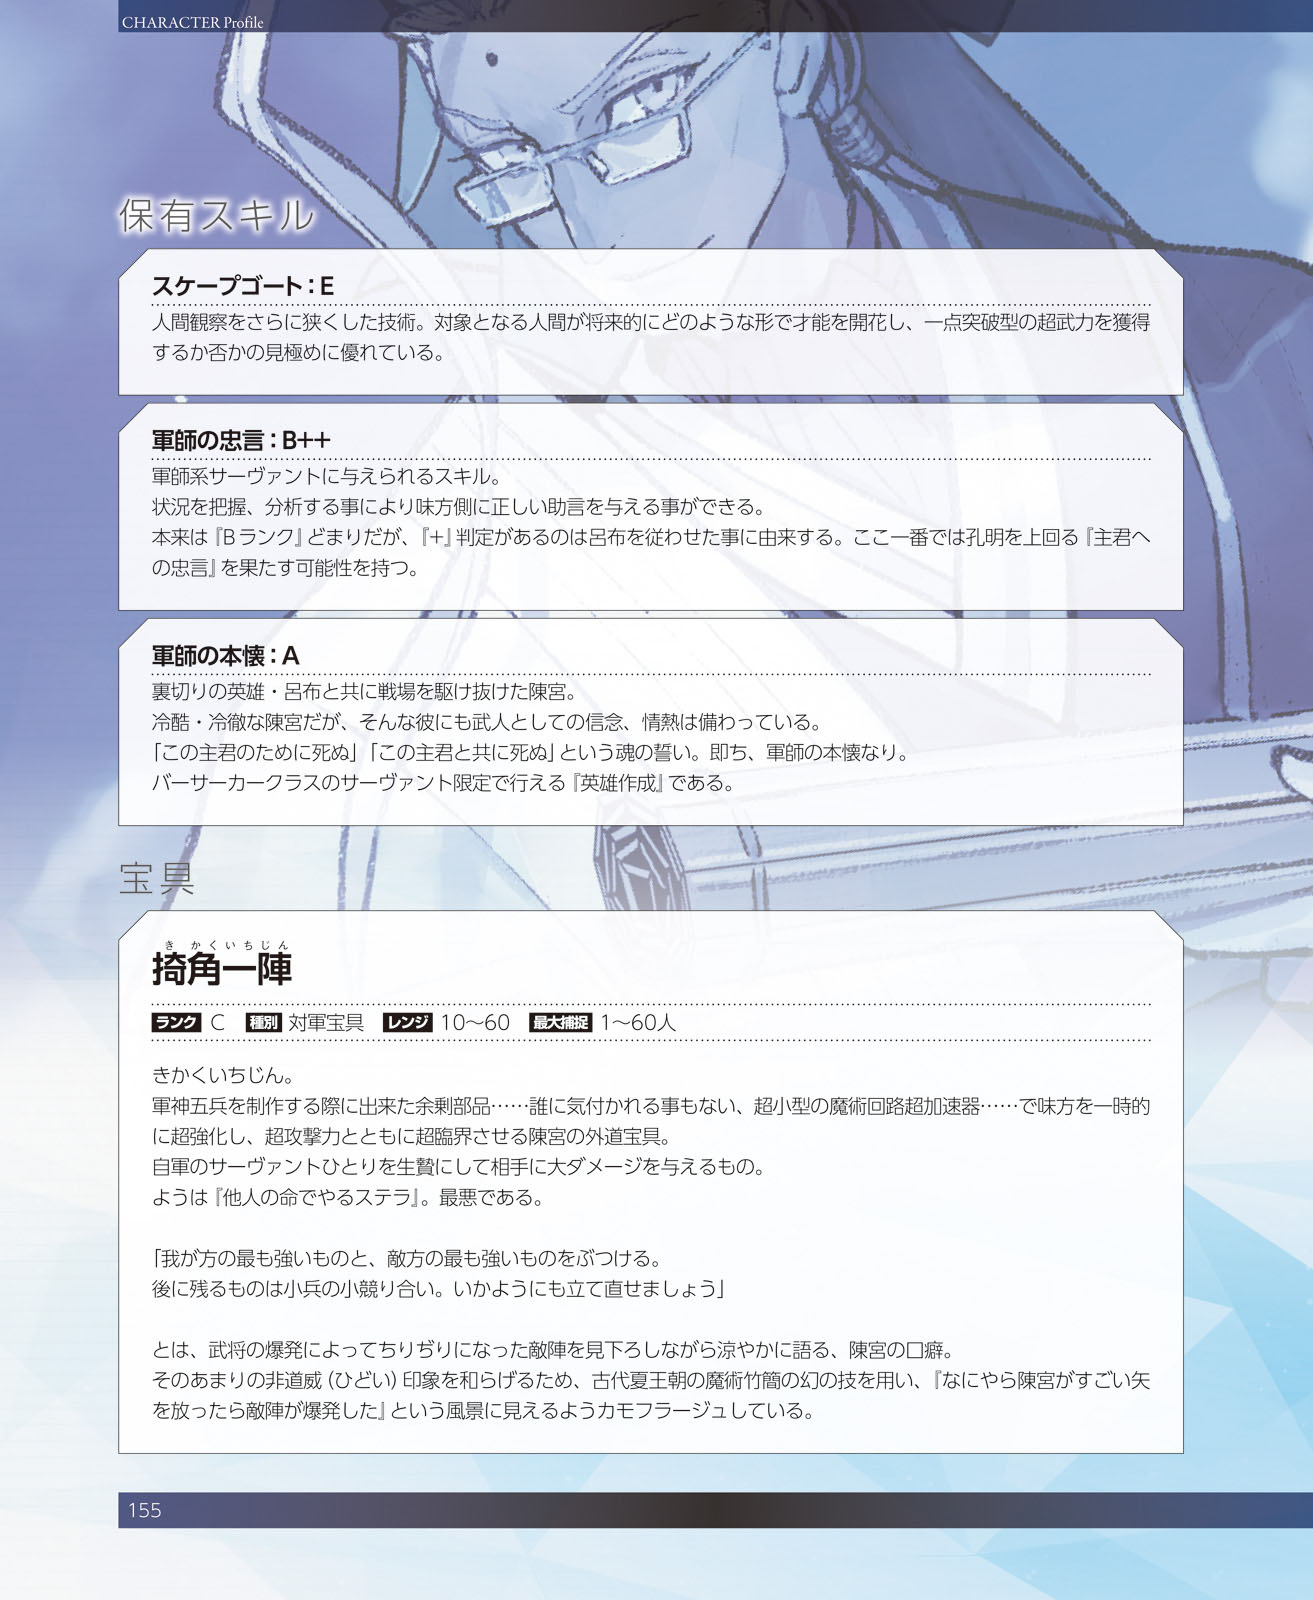 CHARACTER Profile
保有スキル
スケープゴート：E
人間観察をさらに狭くした技術。対象となる人間が将来的にどのような形で才能を開花し、一点突破型の超武力を獲得
するか否かの見極めに優れている。
軍師の忠言：B++
軍師系サーヴァントに与えられるスキル。
状況を把握、分析する事により味方側に正しい助言を与える事ができる。
本来は『Bランク』どまりだが、『+』判定があるのは呂布を従わせた事に由来する。ここ一番では孔明を上回る『主君へ
の忠言』を果たす可能性を持つ。
軍師の本懐：A
裏切りの英雄・呂布と共に戦場を駆け抜けた陳宮。
冷酷・冷徹な陳宮だが、そんな彼にも武人としての信念、情熱は備わっている。
「この主君のために死ぬ」「この主君と共に死ぬ」という魂の誓い。即ち、軍師の本懐なり。
バーサーカークラスのサーヴァント限定で行える『英雄作成』である。
宝具
きかくいちじん
掎角一陣
ランク C 種別 対軍宝具 レンジ 10～60 最大捕捉 1～60人
きかくいちじん。
軍神五兵を制作する際に出来た余剰部品……誰に気付かれる事もない、超小型の魔術回路超加速器……で味方を一時的
に超強化し、超攻撃力とともに超臨界させる陳宮の外道宝具。
自軍のサーヴァントひとりを生贄にして相手に大ダメージを与えるもの。
ようは『他人の命でやるステラ』。最悪である。
「我が方の最も強いものと、敵方の最も強いものをぶつける。
後に残るものは小兵の小競り合い。いかようにも立て直せましょう」
とは、武将の爆発によってちりぢりになった敵陣を見下ろしながら涼やかに語る、陳宮の口癖。
そのあまりの非道威（ひどい）印象を和らげるため、古代夏王朝の魔術竹簡の幻の技を用い、『なにやら陳宮がすごい矢
を放ったら敵陣が爆発した』という風景に見えるようカモフラージュしている。
155